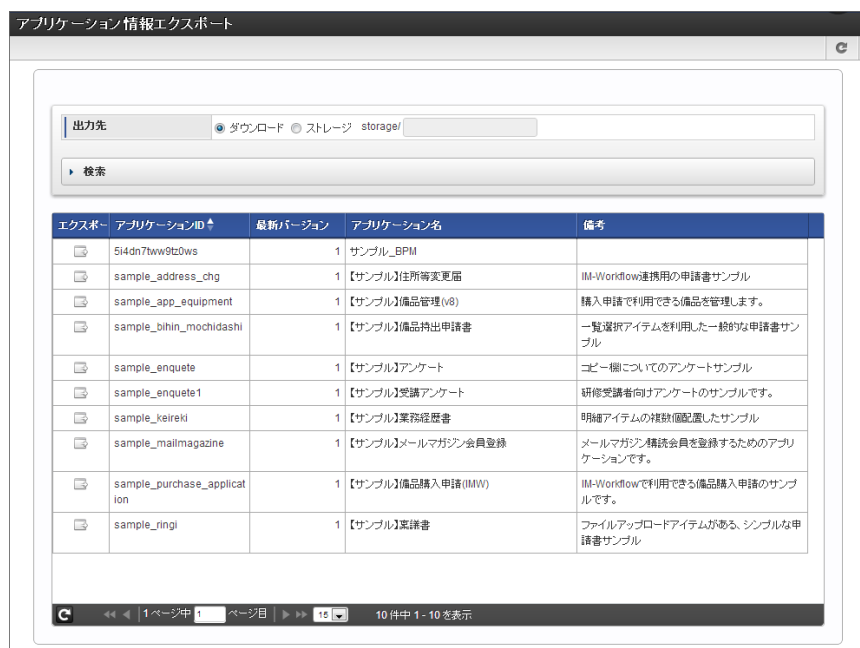 アプリケーション情報エクスポート
出力先 ダウンロード ストレージ storage/
検索
エクスポー アプリケーションID 最新バージョン アプリケーション名 備考
5i4dn7tww9tz0ws 1 サンプル_BPM
sample_address_chg 1 【サンプル】住所等変更届 IM-Workflow連携用の申請書サンプル
sample_app_equipment 1 【サンプル】備品管理(v8) 購入申請で利用できる備品を管理します。
sample_bihin_mochidashi 1 【サンプル】備品持出申請書 一覧選択アイテムを利用した一般的な申請書サン
プル
sample_enquete 1 【サンプル】アンケート コピー機についてのアンケートサンプル
sample_enquete1 1 【サンプル】受講アンケート 研修受講者向けアンケートのサンプルです。
sample_keireki 1 【サンプル】業務経歴書 明細アイテムの複数個配置したサンプル
sample_mailmagazine 1 【サンプル】メールマガジン会員登録 メールマガジン購読会員を登録するためのアプリ
ケーションです。
sample_purchase_applicat 1 【サンプル】備品購入申請(IMW) IM-Workflowで利用できる備品購入申請のサンプ
ion ルです。
sample_ringi 1 【サンプル】稟議書 ファイルアップロードアイテムがある、シンプルな申
請書サンプル
1 ページ中 1 ページ目 15 10 件中 1 - 10 を表示